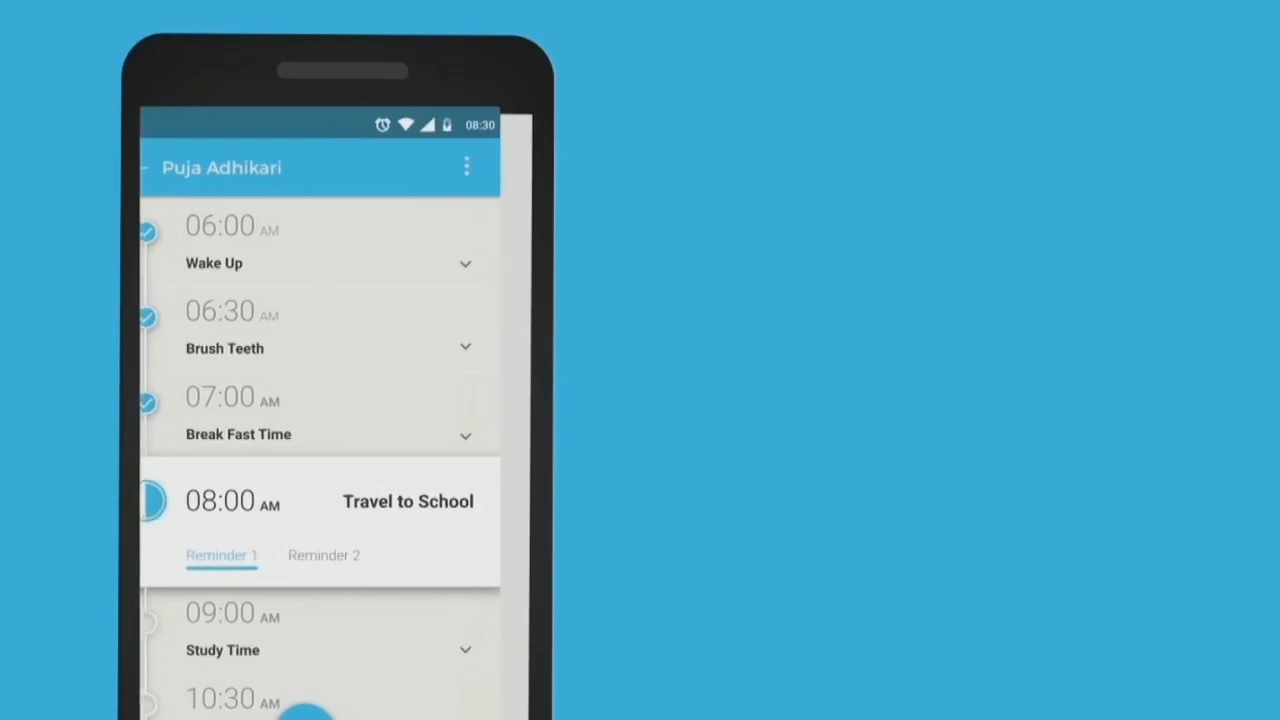 08:30
Puja Adhikari
06:00 AM
Wake Up
06:30 AM
Brush Teeth
07:00 AM
Break Fast Time
08:00 AM Travel to School
Reminder 1 Reminder 2
09:00 AM
Study Time
10:30 AM